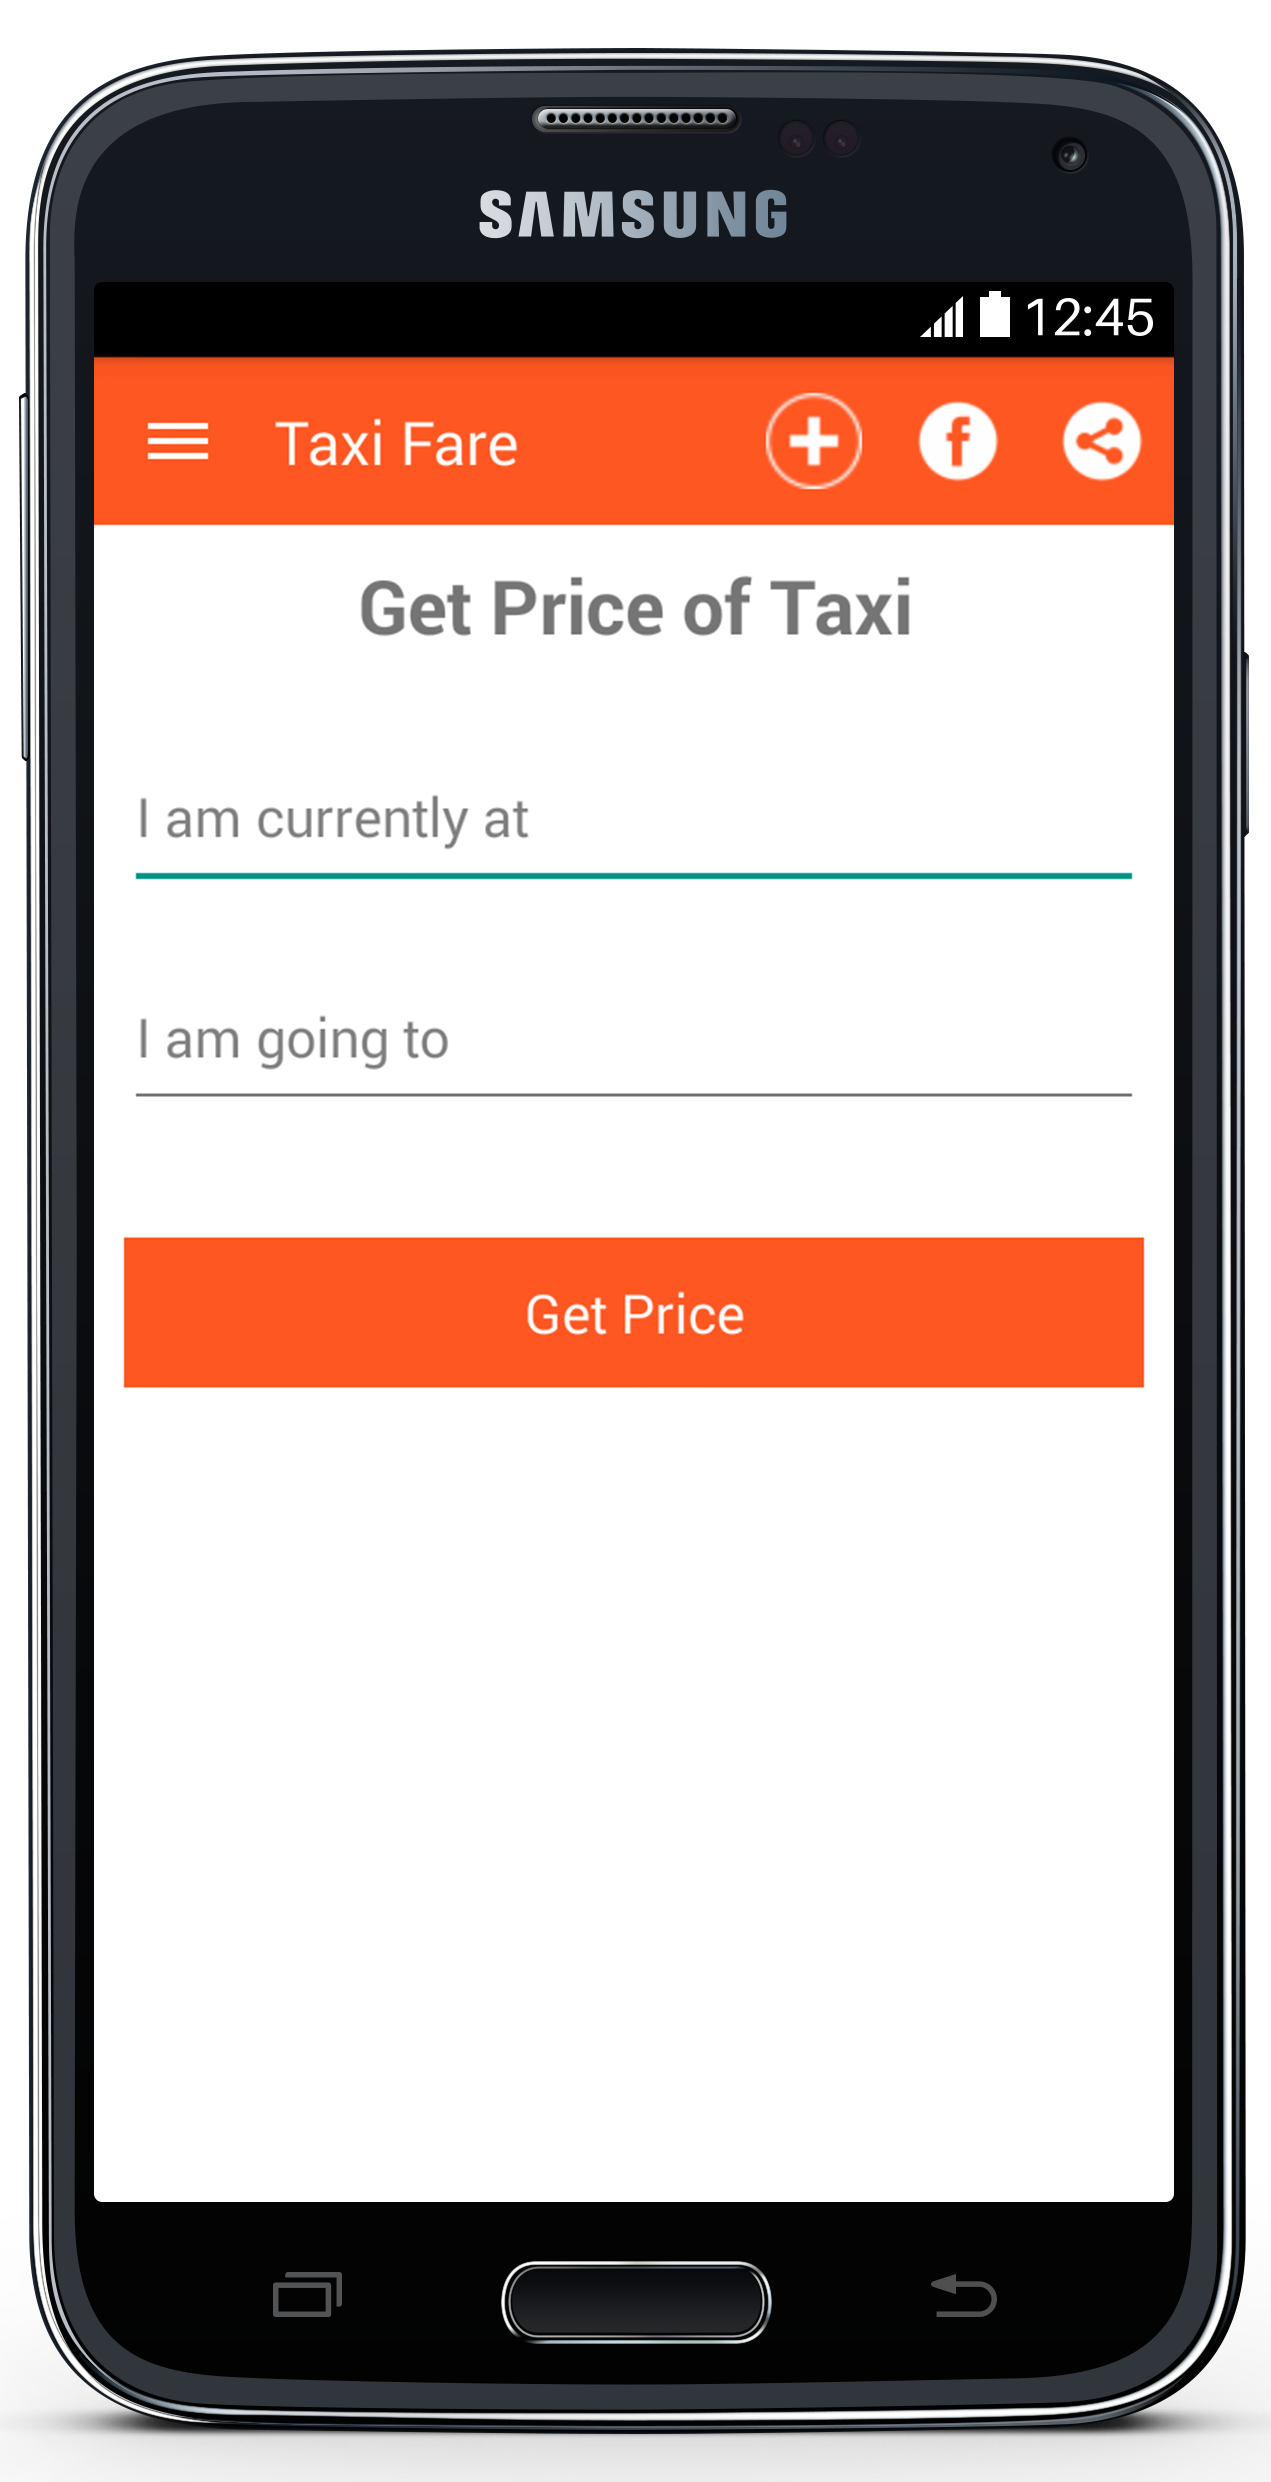 SAMSUNG
12:45
Taxi Fare
Get Price of Taxi
I am currently at
I am going to
Get Price